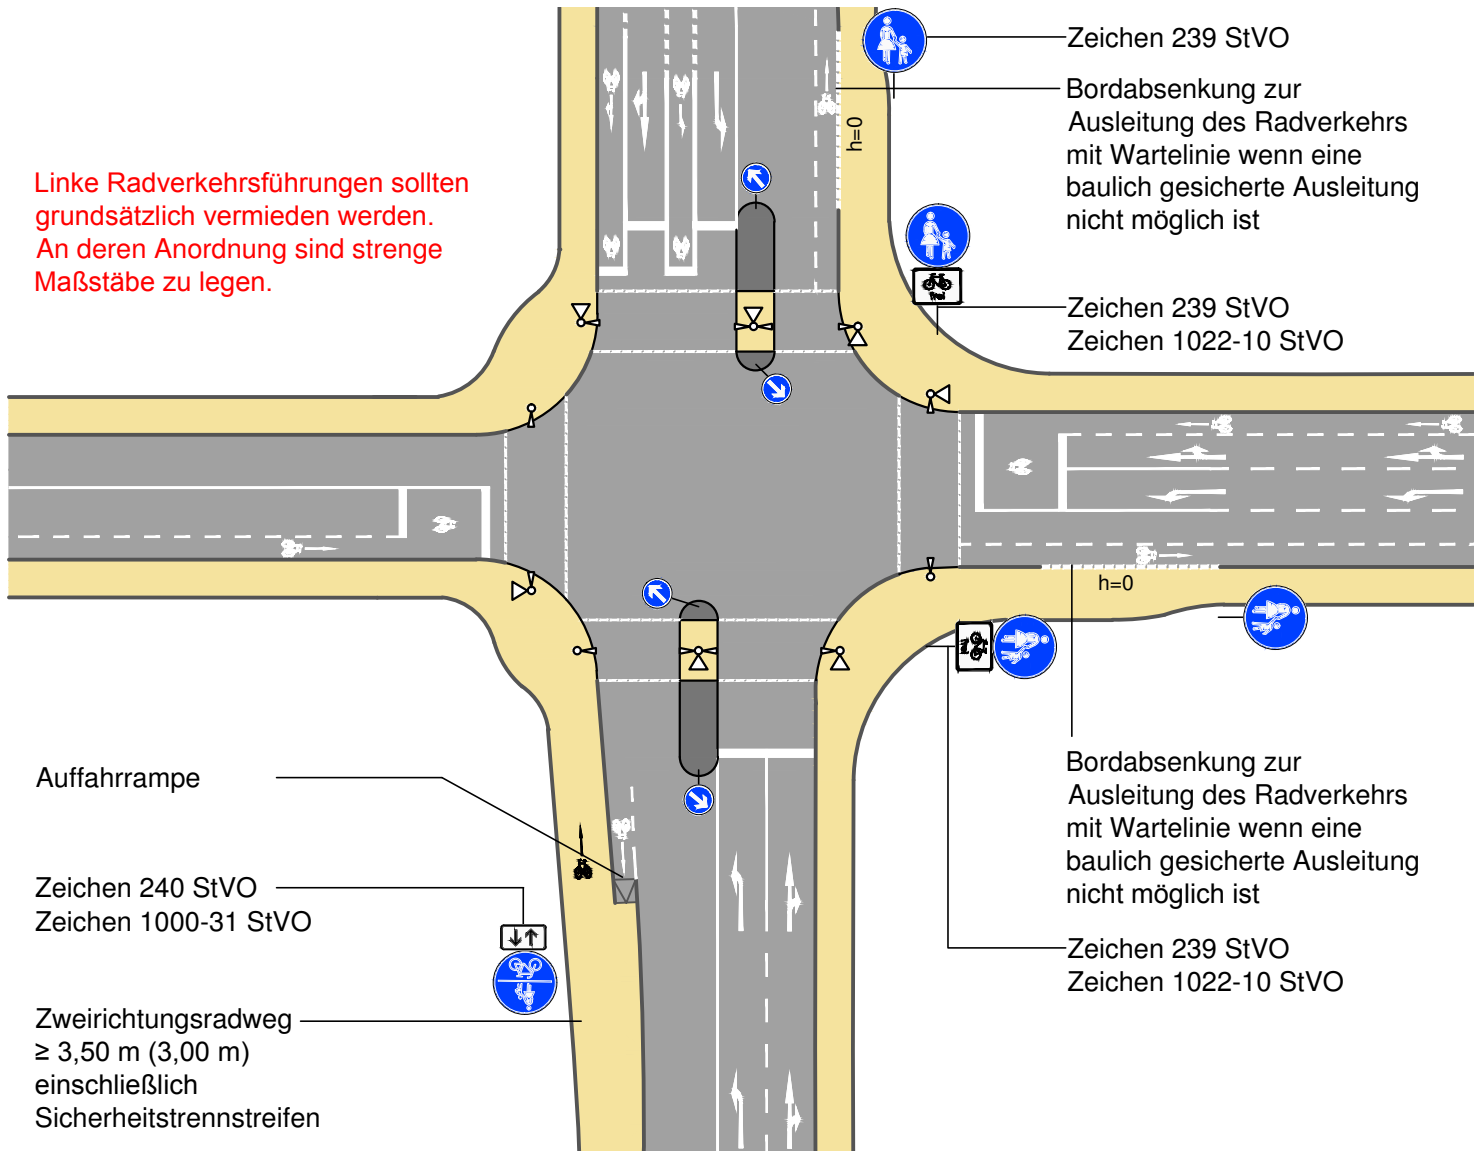 Zeichen 239 StVO
Bordabsenkung zur
Ausleitung des Radverkehrs
mit Wartelinie wenn eine
baulich gesicherte Ausleitung
nicht möglich ist
h=0
Linke Radverkehrsführungen sollten
grundsätzlich vermieden werden.
An deren Anordnung sind strenge
Maßstäbe zu legen.
frei
Zeichen 239 StVO
Zeichen 1022-10 StVO
h=0
frei
Bordabsenkung zur
Ausleitung des Radverkehrs
mit Wartelinie wenn eine
baulich gesicherte Ausleitung
nicht möglich ist
Zeichen 239 StVO
Zeichen 1022-10 StVO
Auffahrrampe
Zeichen 240 StVO
Zeichen 1000-31 StVO
Zweirichtungsradweg
≥ 3,50 m (3,00 m)
einschließlich
Sicherheitstrennstreifen